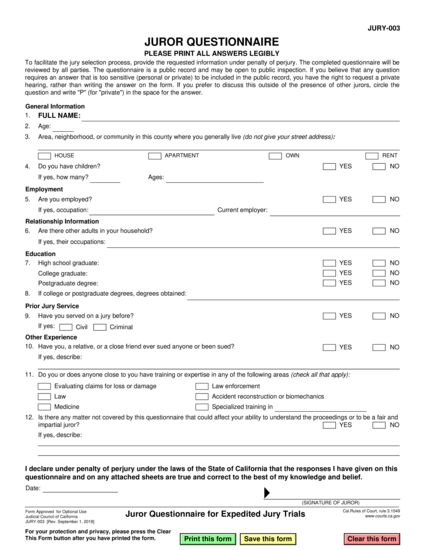 JURY-003
JUROR QUESTIONNAIRE
PLEASE PRINT ALL ANSWERS LEGIBLY
To facilitate the jury selection process, provide the requested information under penalty of perjury. The completed questionnaire will be
reviewed by all parties. The questionnaire is a public record and may be open to public inspection. If you believe that any question
requires an answer that is too sensitive (personal or private) to be included in the public record, you have the right to request a private
hearing, rather than writing the answer on the form. If you prefer to discuss this outside of the presence of other jurors, circle the
question and write "P" (for "private") in the space for the answer.
General Information
1. FULL NAME:
2. Age:
3. Area, neighborhood, or community in this county where you generally live (do not give your street address):
HOUSE APARTMENT OWN RENT
4. Do you have children? YES NO
If yes, how many? Ages:
Employment
5. Are you employed? YES NO
If yes, occupation: Current employer:
Relationship Information
6. Are there other adults in your household? YES NO
If yes, their occupations:
Education
7. High school graduate: YES NO
College graduate: YES NO
Postgraduate degree: YES NO
8. If college or postgraduate degrees, degrees obtained:
Prior Jury Service
9. Have you served on a jury before? YES NO
If yes: Civil Criminal
Other Experience
10. Have you, a relative, or a close friend ever sued anyone or been sued? YES NO
If yes, describe:
11. Do you or does anyone close to you have training or expertise in any of the following areas (check all that apply):
Evaluating claims for loss or damage Law enforcement
Law Accident reconstruction or biomechanics
Medicine Specialized training in
12. Is there any matter not covered by this questionnaire that could affect your ability to understand the proceedings or to be a fair and
impartial juror? YES NO
If yes, describe:
I declare under penalty of perjury under the laws of the State of California that the responses I have given on this
questionnaire and on any attached sheets are true and correct to the best of my knowledge and belief.
Date:
(SIGNATURE OF JUROR)
Form Approved for Optional Use
Judicial Council of California
JURY-003 [Rev. September 1, 2018]
Juror Questionnaire for Expedited Jury Trials
Cal.Rules of Court, rule 3.1549
www.courts.ca.gov
For your protection and privacy, please press the Clear
This Form button after you have printed the form.
Print this form Save this form Clear this form